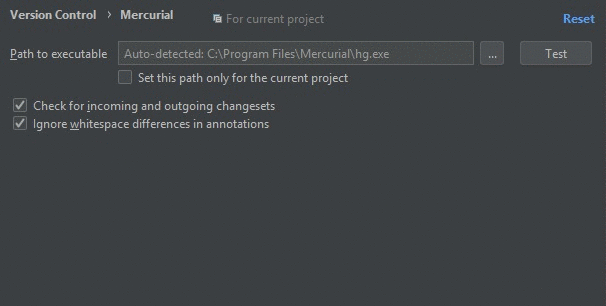 Version Control › Mercurial For current project Reset
Path to executable Auto-detected: C:\Program Files\Mercurial\hg.exe ... Test
Set this path only for the current project
Check for incoming and outgoing changesets
Ignore whitespace differences in annotations